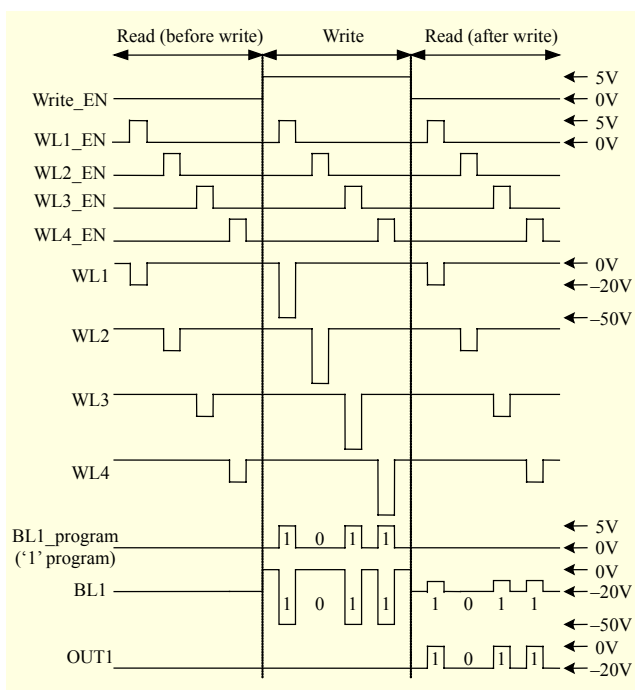 Read (before write) Write Read (after write)
5V
Write_EN 0V
5V
WL1_EN 0V
WL2_EN
WL3_EN
WL4_EN
0V
WL1 –20V
–50V
WL2
WL3
WL4
5V
BL1_program 1 0 1 1 0V
(‘1’ program)
0V
BL1 –20V
1 0 1 1 1 0 1 1
–50V
0V
OUT1 1 0 1 1
–20V